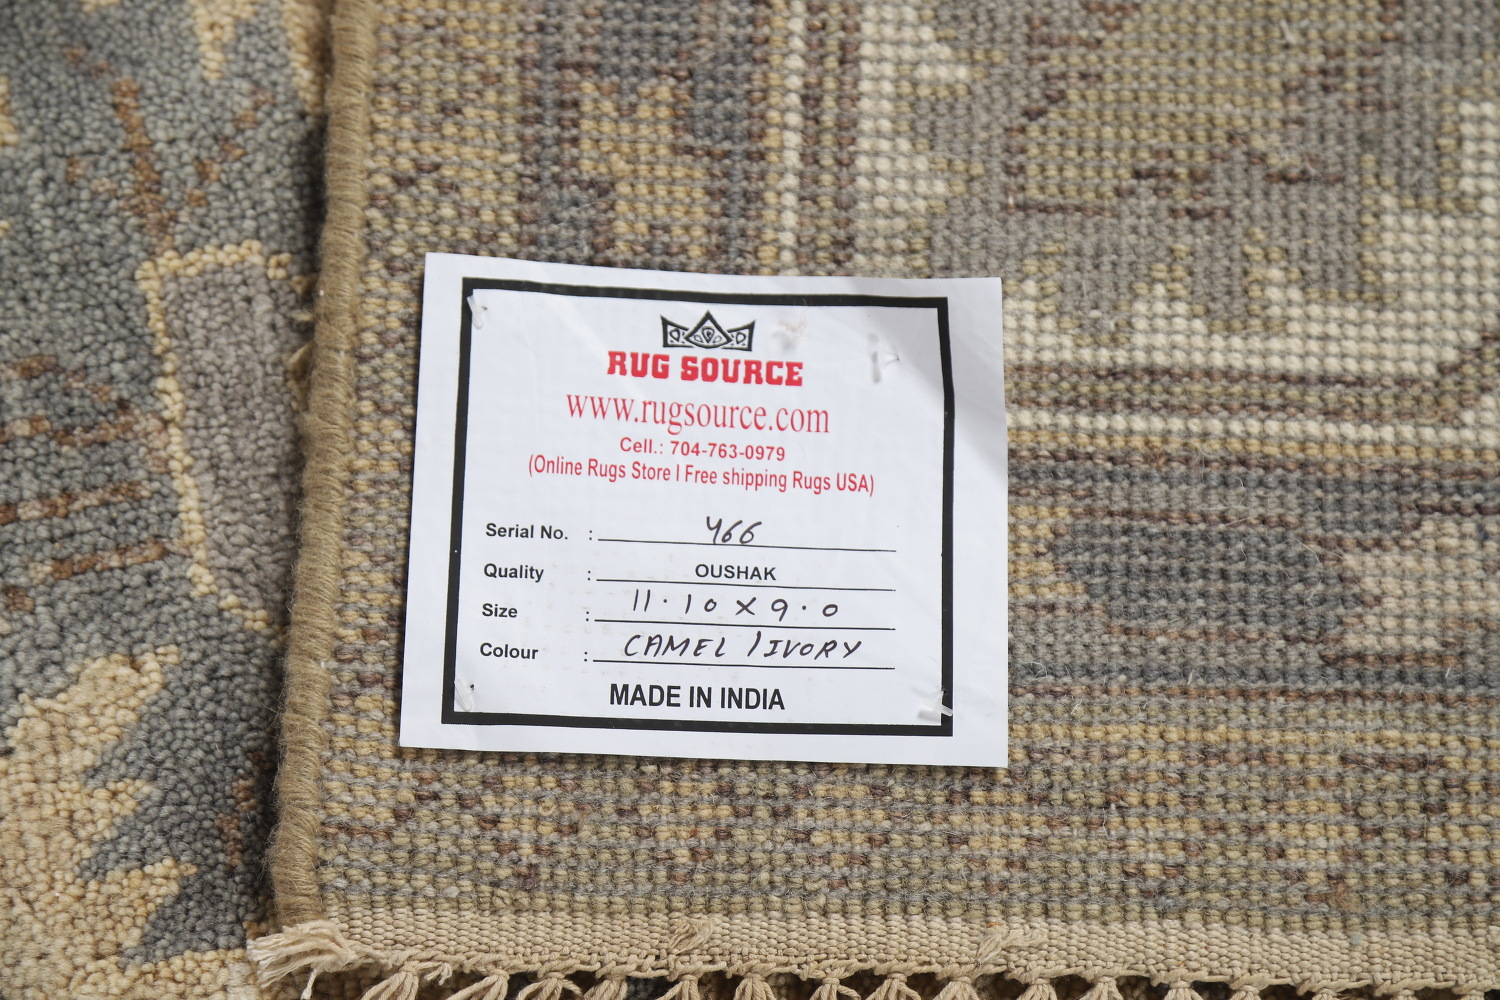 RUG SOURCE
www.rugsource.com
Cell.: 704-763-0979
(Online Rugs Store | Free shipping Rugs USA)
Serial No. : 466
Quality : OUSHAK
Size : 11.10 X 9.0
Colour : CAMEL / IVORY
MADE IN INDIA